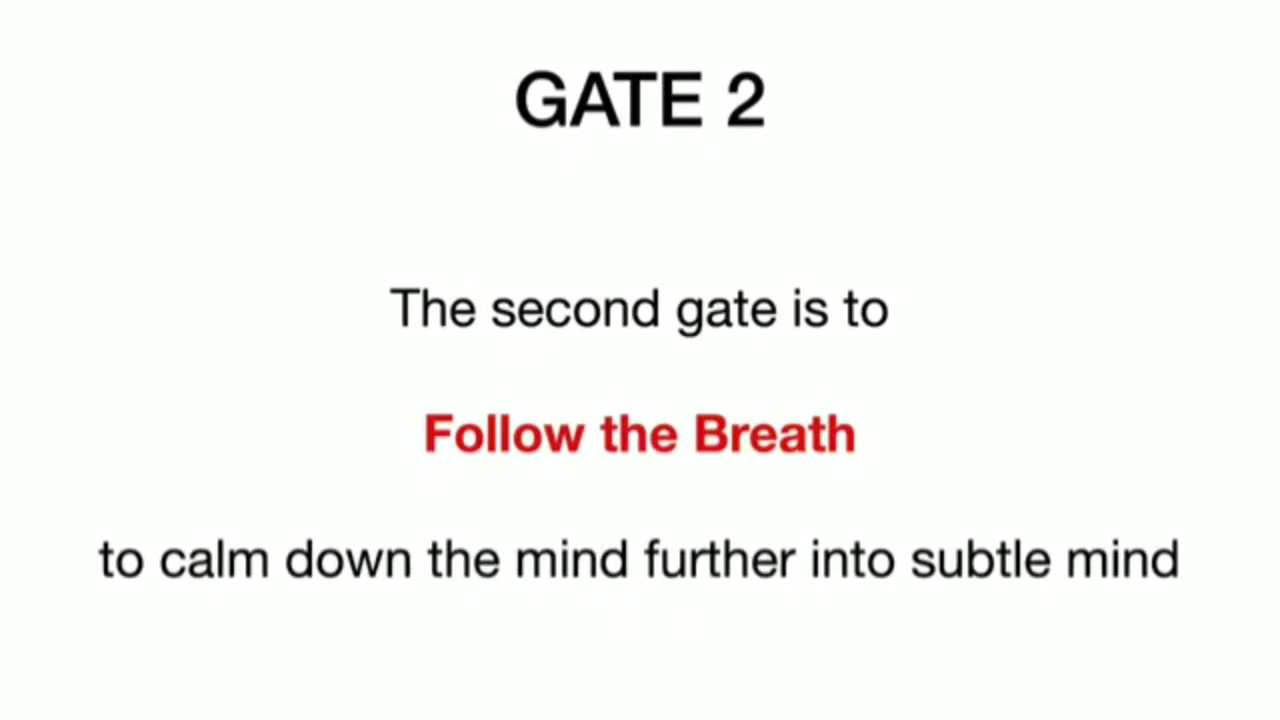 GATE 2
The second gate is to
Follow the Breath
to calm down the mind further into subtle mind